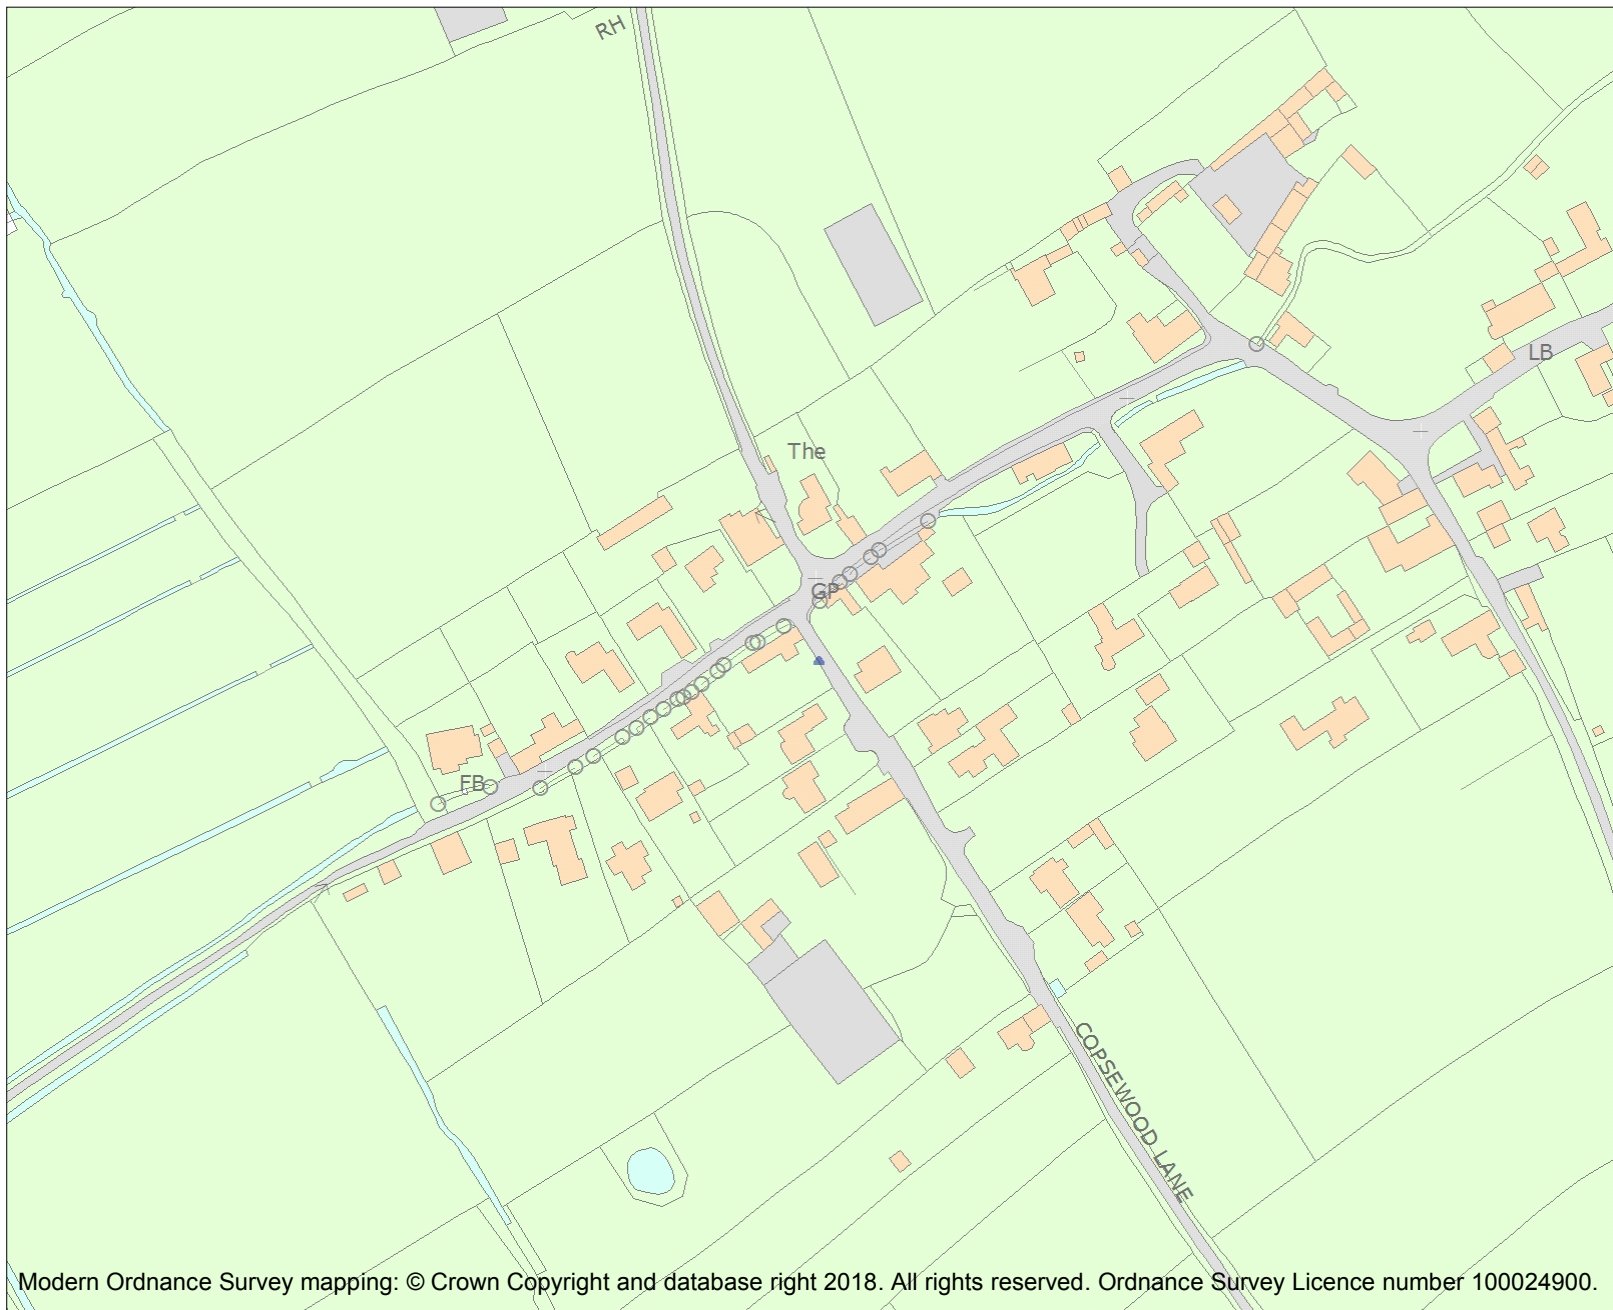 RH
LB
The
GP
FB
COPSEWOOD LANE
Modern Ordnance Survey mapping: © Crown Copyright and database right 2018. All rights reserved. Ordnance Survey Licence number 100024900.